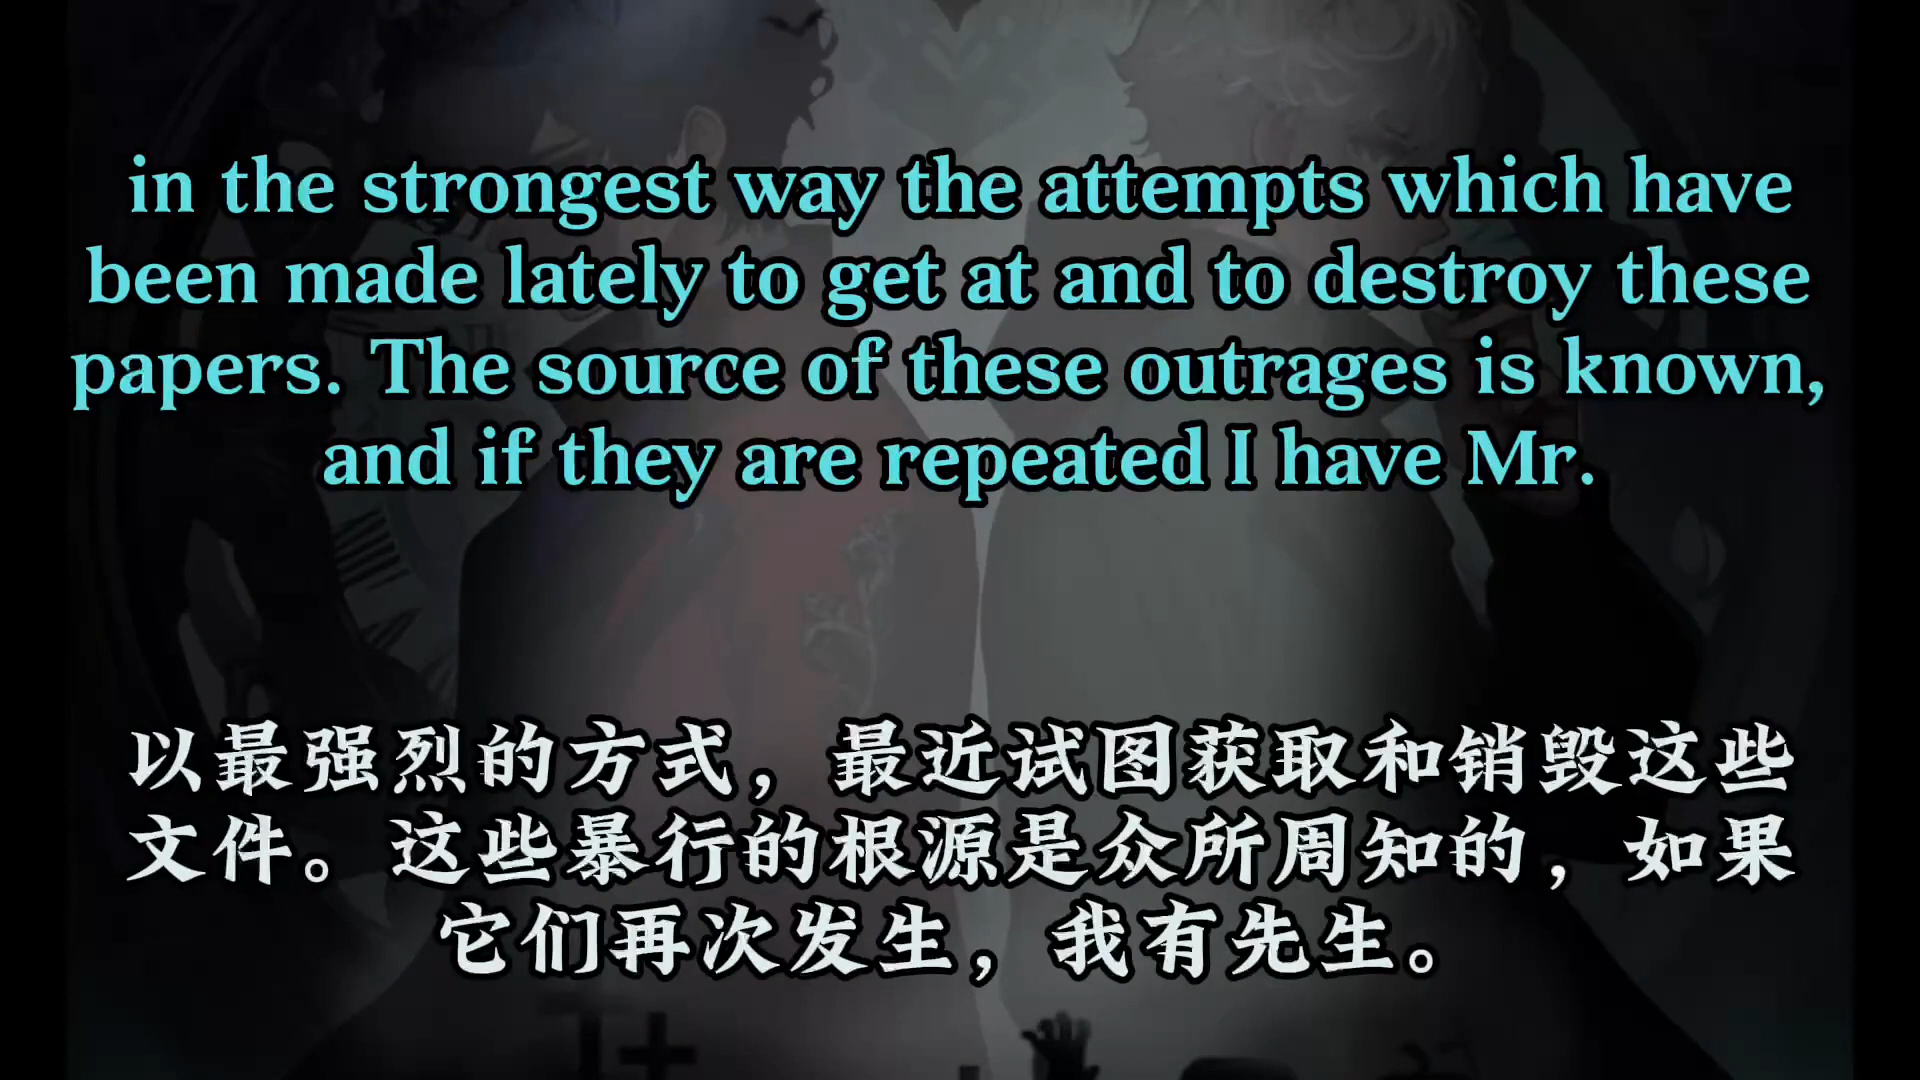 in the strongest way the attempts which have
been made lately to get at and to destroy these
papers. The source of these outrages is known,
and if they are repeated I have Mr.
以最强烈的方式，最近试图获取和销毁这些
文件。这些暴行的根源是众所周知的，如果
它们再次发生，我有先生。